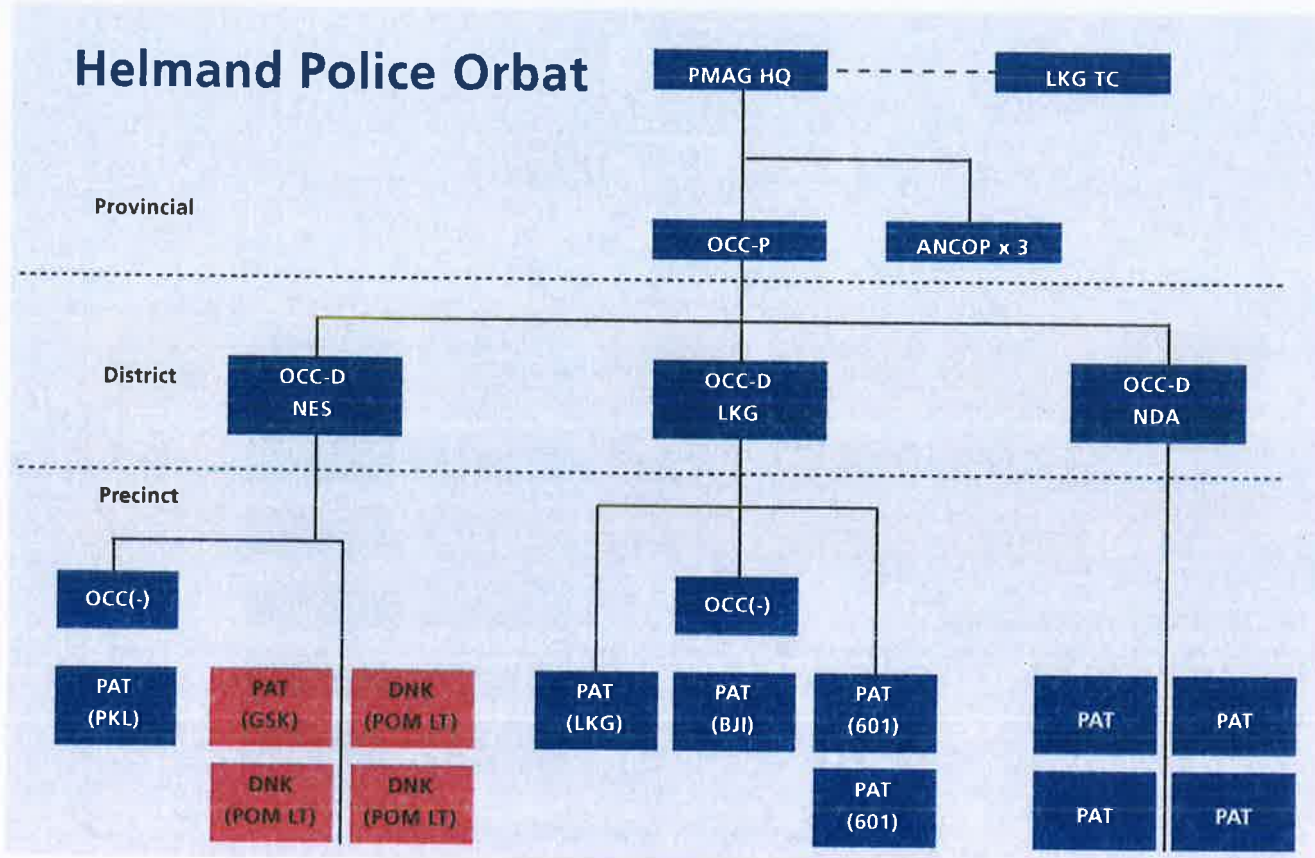 Helmand Police Orbat
PMAG HQ
LKG TC
Provincial
OCC-P
ANCOP x 3
District
OCC-D
NES
OCC-D
LKG
OCC-D
NDA
Precinct
OCC(-)
OCC(-)
PAT
(PKL)
PAT
(GSK)
DNK
(POM LT)
PAT
(LKG)
PAT
(BJI)
PAT
(601)
PAT
PAT
DNK
(POM LT)
DNK
(POM LT)
PAT
(601)
PAT
PAT